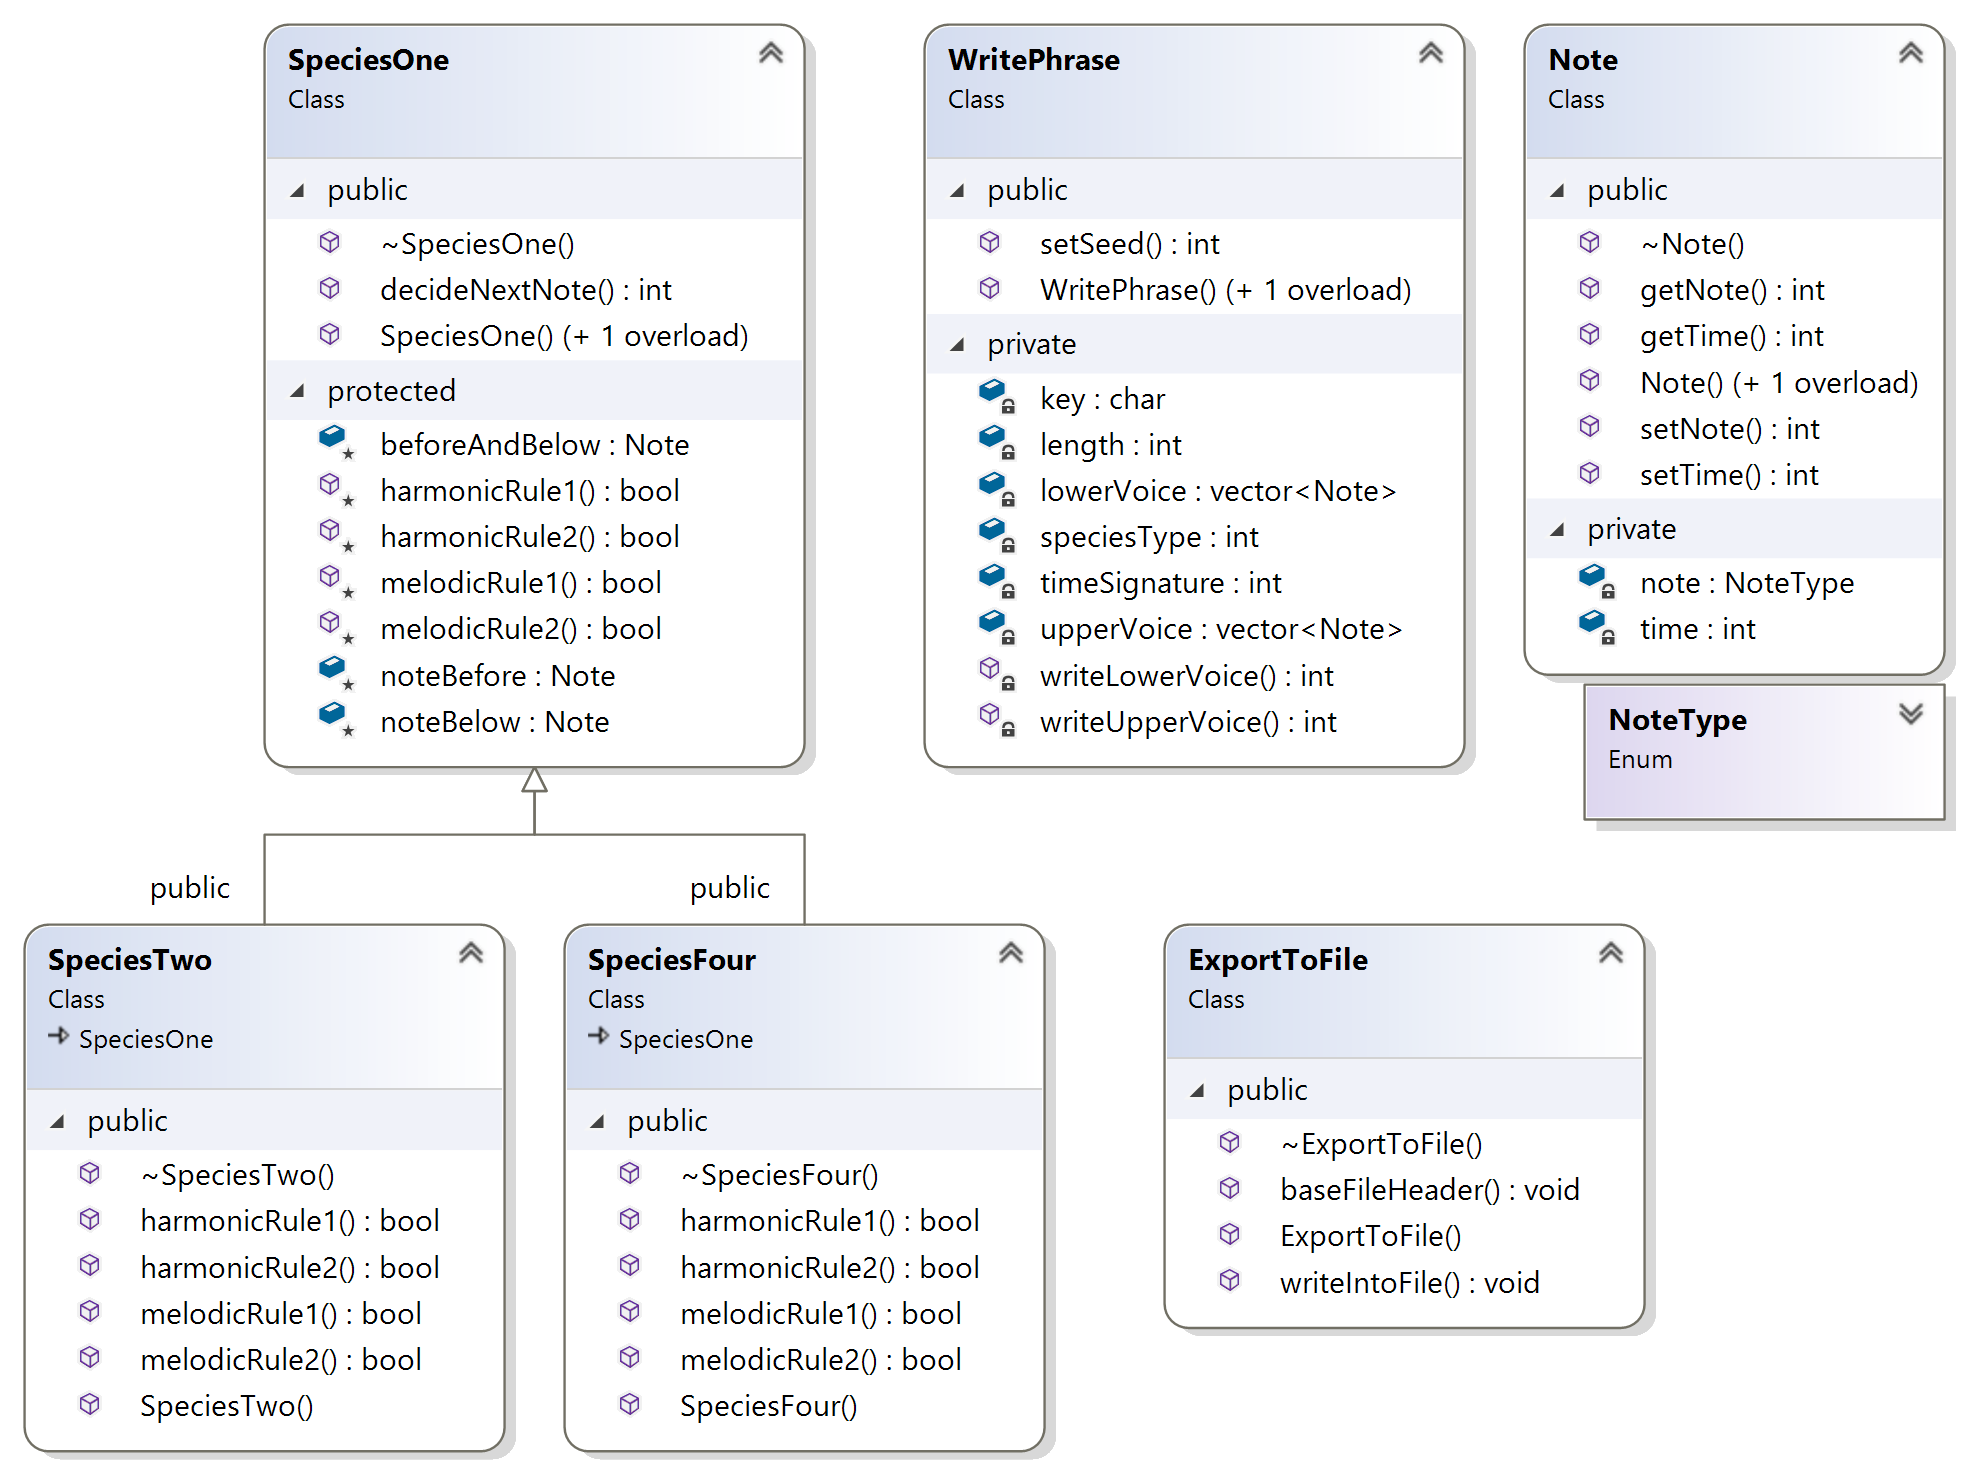 SpeciesOne
Class
public
~SpeciesOne()
decideNextNote() : int
SpeciesOne() (+ 1 overload)
protected
beforeAndBelow : Note
harmonicRule1() : bool
harmonicRule2() : bool
melodicRule1() : bool
melodicRule2() : bool
noteBefore : Note
noteBelow : Note
WritePhrase
Class
public
setSeed() : int
WritePhrase() (+ 1 overload)
private
key : char
length : int
lowerVoice : vector<Note>
speciesType : int
timeSignature : int
upperVoice : vector<Note>
writeLowerVoice() : int
writeUpperVoice() : int
Note
Class
public
~Note()
getNote() : int
getTime() : int
Note() (+ 1 overload)
setNote() : int
setTime() : int
private
note : NoteType
time : int
NoteType
Enum
public
public
SpeciesTwo
Class
SpeciesOne
public
~SpeciesTwo()
harmonicRule1() : bool
harmonicRule2() : bool
melodicRule1() : bool
melodicRule2() : bool
SpeciesTwo()
SpeciesFour
Class
SpeciesOne
public
~SpeciesFour()
harmonicRule1() : bool
harmonicRule2() : bool
melodicRule1() : bool
melodicRule2() : bool
SpeciesFour()
ExportToFile
Class
public
~ExportToFile()
baseFileHeader() : void
ExportToFile()
writeIntoFile() : void